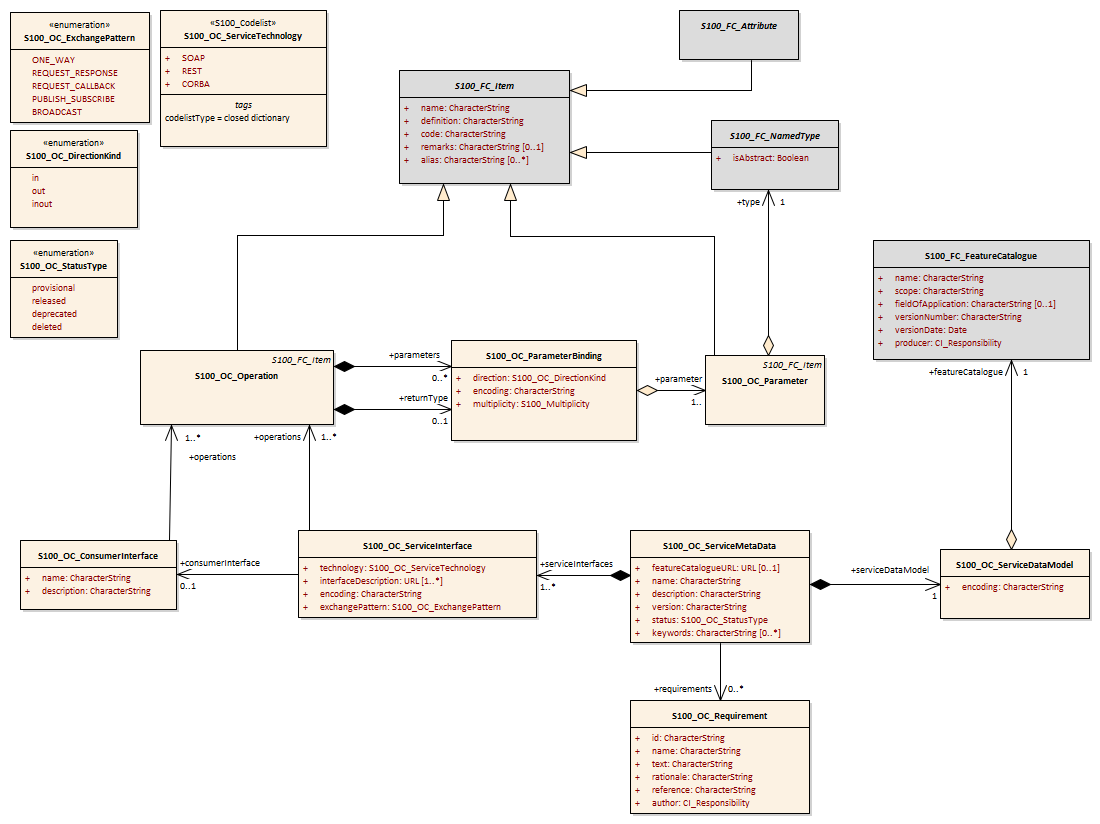 «enumeration»
S100_OC_ExchangePattern
ONE_WAY
REQUEST_RESPONSE
REQUEST_CALLBACK
PUBLISH_SUBSCRIBE
BROADCAST
«S100_Codelist»
S100_OC_ServiceTechnology
+ SOAP
+ REST
+ CORBA
tags
codelistType = closed dictionary
«enumeration»
S100_OC_DirectionKind
in
out
inout
«enumeration»
S100_OC_StatusType
provisional
released
deprecated
deleted
S100_FC_Attribute
S100_FC_Item
+ name: CharacterString
+ definition: CharacterString
+ code: CharacterString
+ remarks: CharacterString [0..1]
+ alias: CharacterString [0..*]
S100_FC_NamedType
+ isAbstract: Boolean
+type
1
S100_FC_FeatureCatalogue
+ name: CharacterString
+ scope: CharacterString
+ fieldOfApplication: CharacterString [0..1]
+ versionNumber: CharacterString
+ versionDate: Date
+ producer: CI_Responsibility
+featureCatalogue
1
S100_FC_Item
S100_OC_Operation
+parameters
0..*
+returnType
0..1
S100_OC_ParameterBinding
+ direction: S100_OC_DirectionKind
+ encoding: CharacterString
+ multiplicity: S100_Multiplicity
+parameter
1..
S100_FC_Item
S100_OC_Parameter
1..*
+operations
+operations
1..*
S100_OC_ConsumerInterface
+ name: CharacterString
+ description: CharacterString
+consumerInterface
0..1
S100_OC_ServiceInterface
+ technology: S100_OC_ServiceTechnology
+ interfaceDescription: URL [1..*]
+ encoding: CharacterString
+ exchangePattern: S100_OC_ExchangePattern
+serviceInterfaces
1..*
S100_OC_ServiceMetaData
+ featureCatalogueURL: URL [0..1]
+ name: CharacterString
+ description: CharacterString
+ version: CharacterString
+ status: S100_OC_StatusType
+ keywords: CharacterString [0..*]
+serviceDataModel
1
S100_OC_ServiceDataModel
+ encoding: CharacterString
+requirements
0..*
S100_OC_Requirement
+ id: CharacterString
+ name: CharacterString
+ text: CharacterString
+ rationale: CharacterString
+ reference: CharacterString
+ author: CI_Responsibility